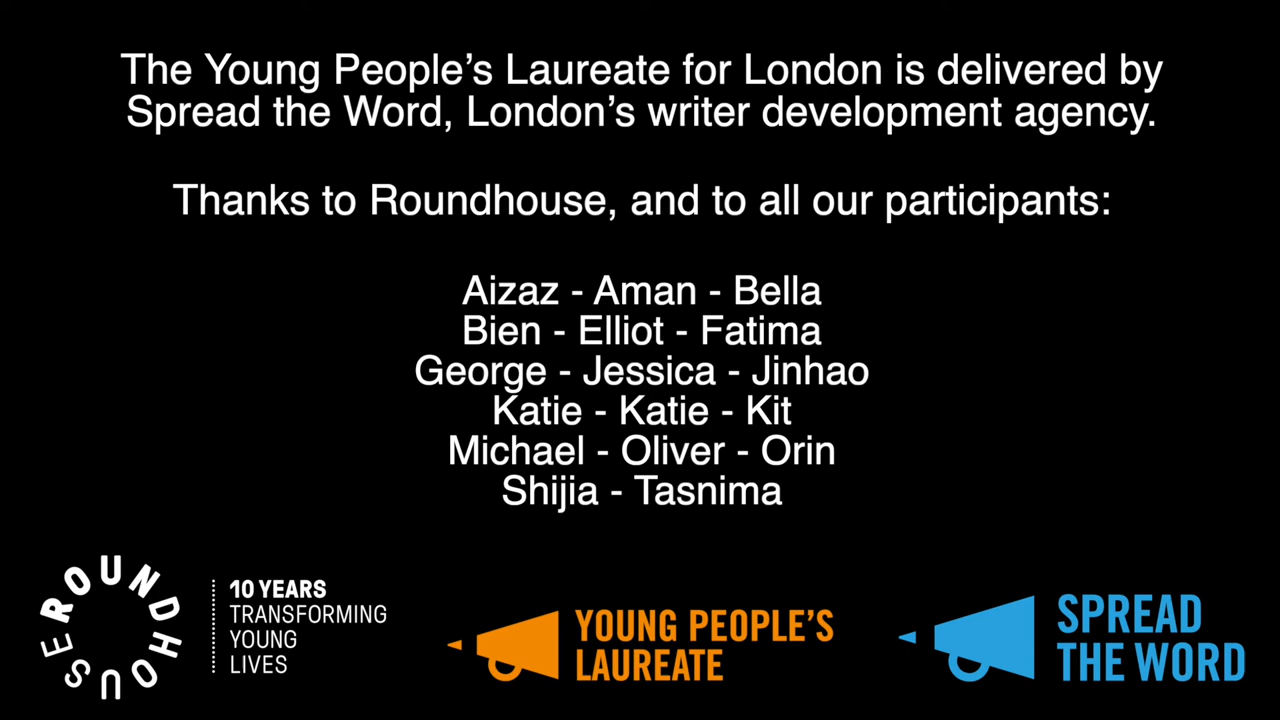 The Young People’s Laureate for London is delivered by
Spread the Word, London’s writer development agency.
Thanks to Roundhouse, and to all our participants:
Aizaz - Aman - Bella
Bien - Elliot - Fatima
George - Jessica - Jinhao
Katie - Katie - Kit
Michael - Oliver - Orin
Shijia - Tasnima
ROUNDHOUSE
10 YEARS
TRANSFORMING
YOUNG
LIVES
YOUNG PEOPLE’S
LAUREATE
SPREAD
THE WORD